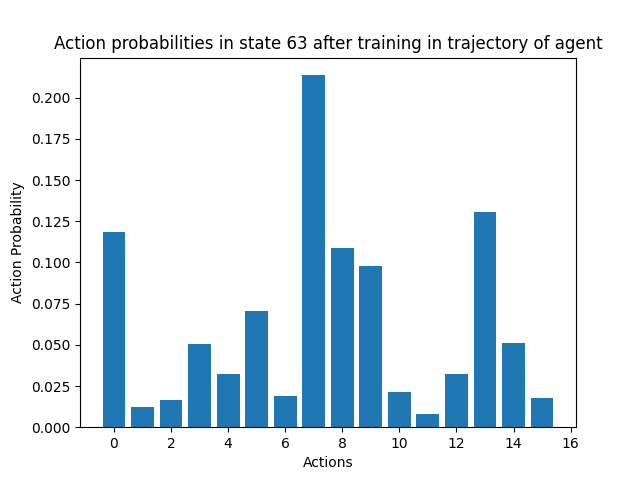 Action probabilities in state 63 after training in trajectory of agent
0.200
0.175
0.150
0.125
0.100
0.075
0.050
0.025
0.000
Action Probability
0 2 4 6 8 10 12 14 16
Actions